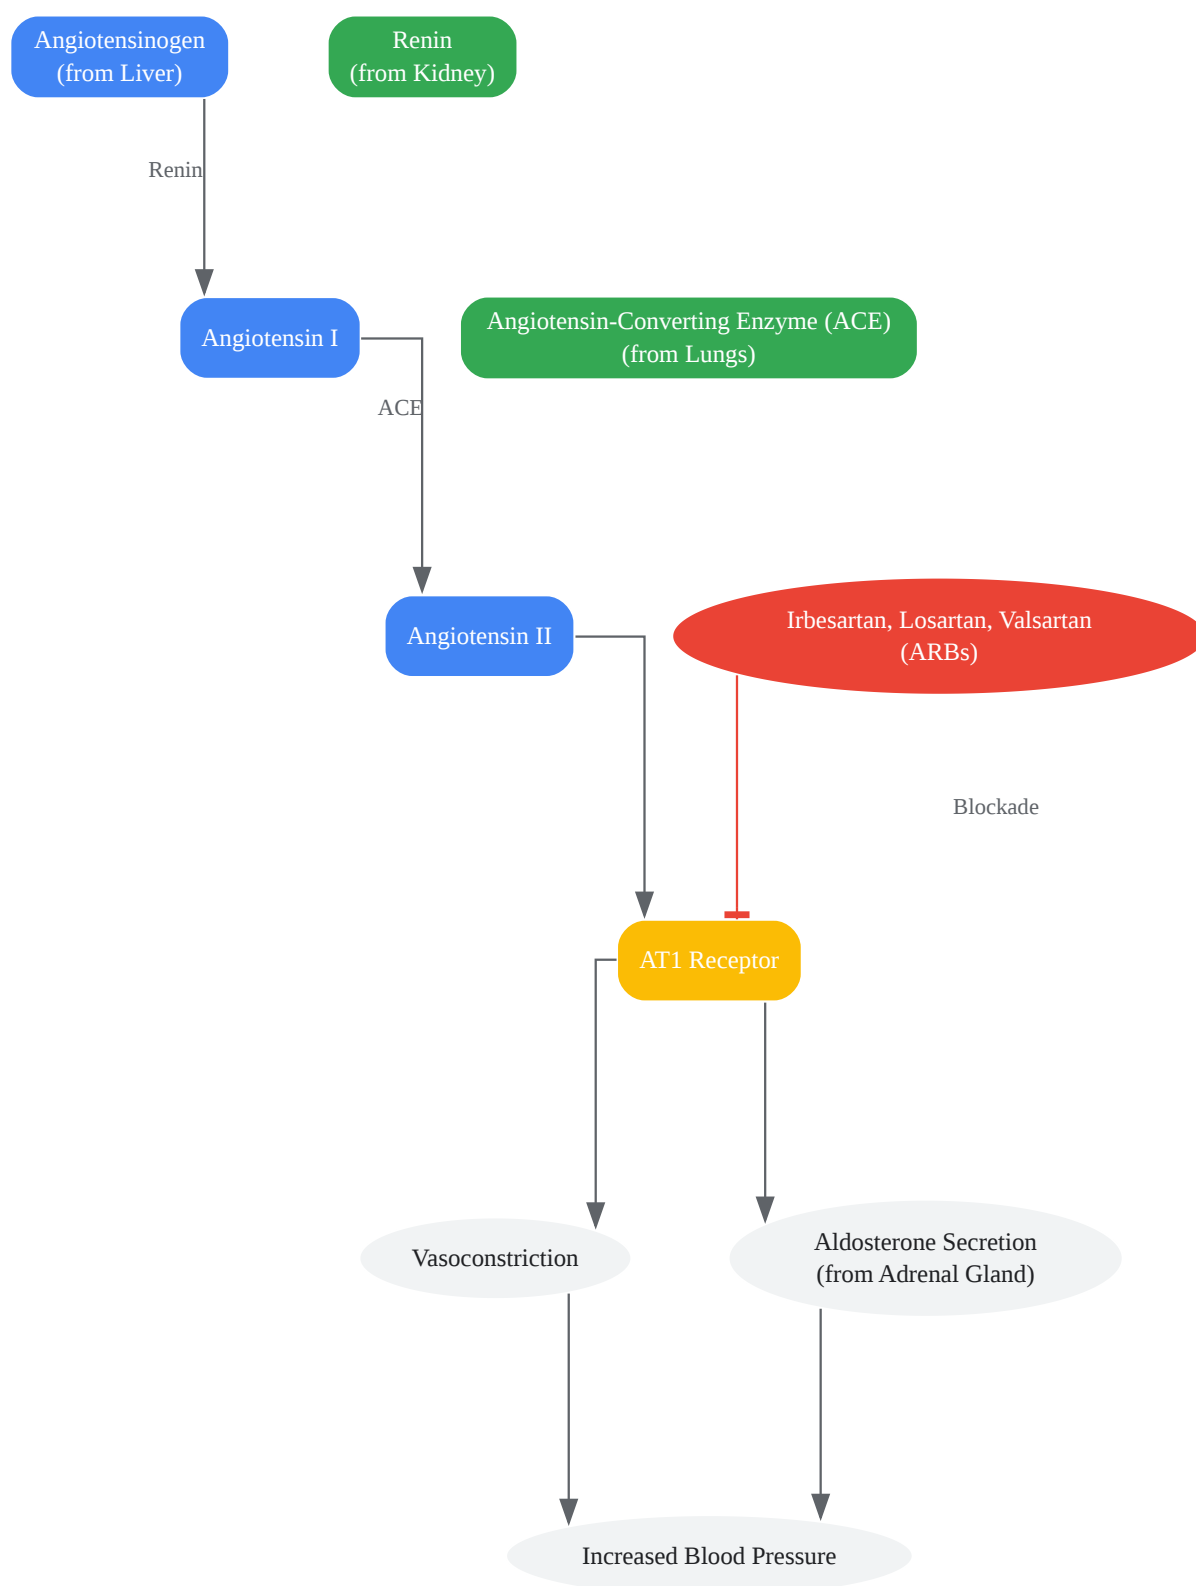 Angiotensinogen
(from Liver)
Renin
(from Kidney)
Renin
Angiotensin I
Angiotensin-Converting Enzyme (ACE)
(from Lungs)
ACE
Angiotensin II
Irbesartan, Losartan, Valsartan
(ARBs)
Blockade
AT1 Receptor
Vasoconstriction
Aldosterone Secretion
(from Adrenal Gland)
Increased Blood Pressure